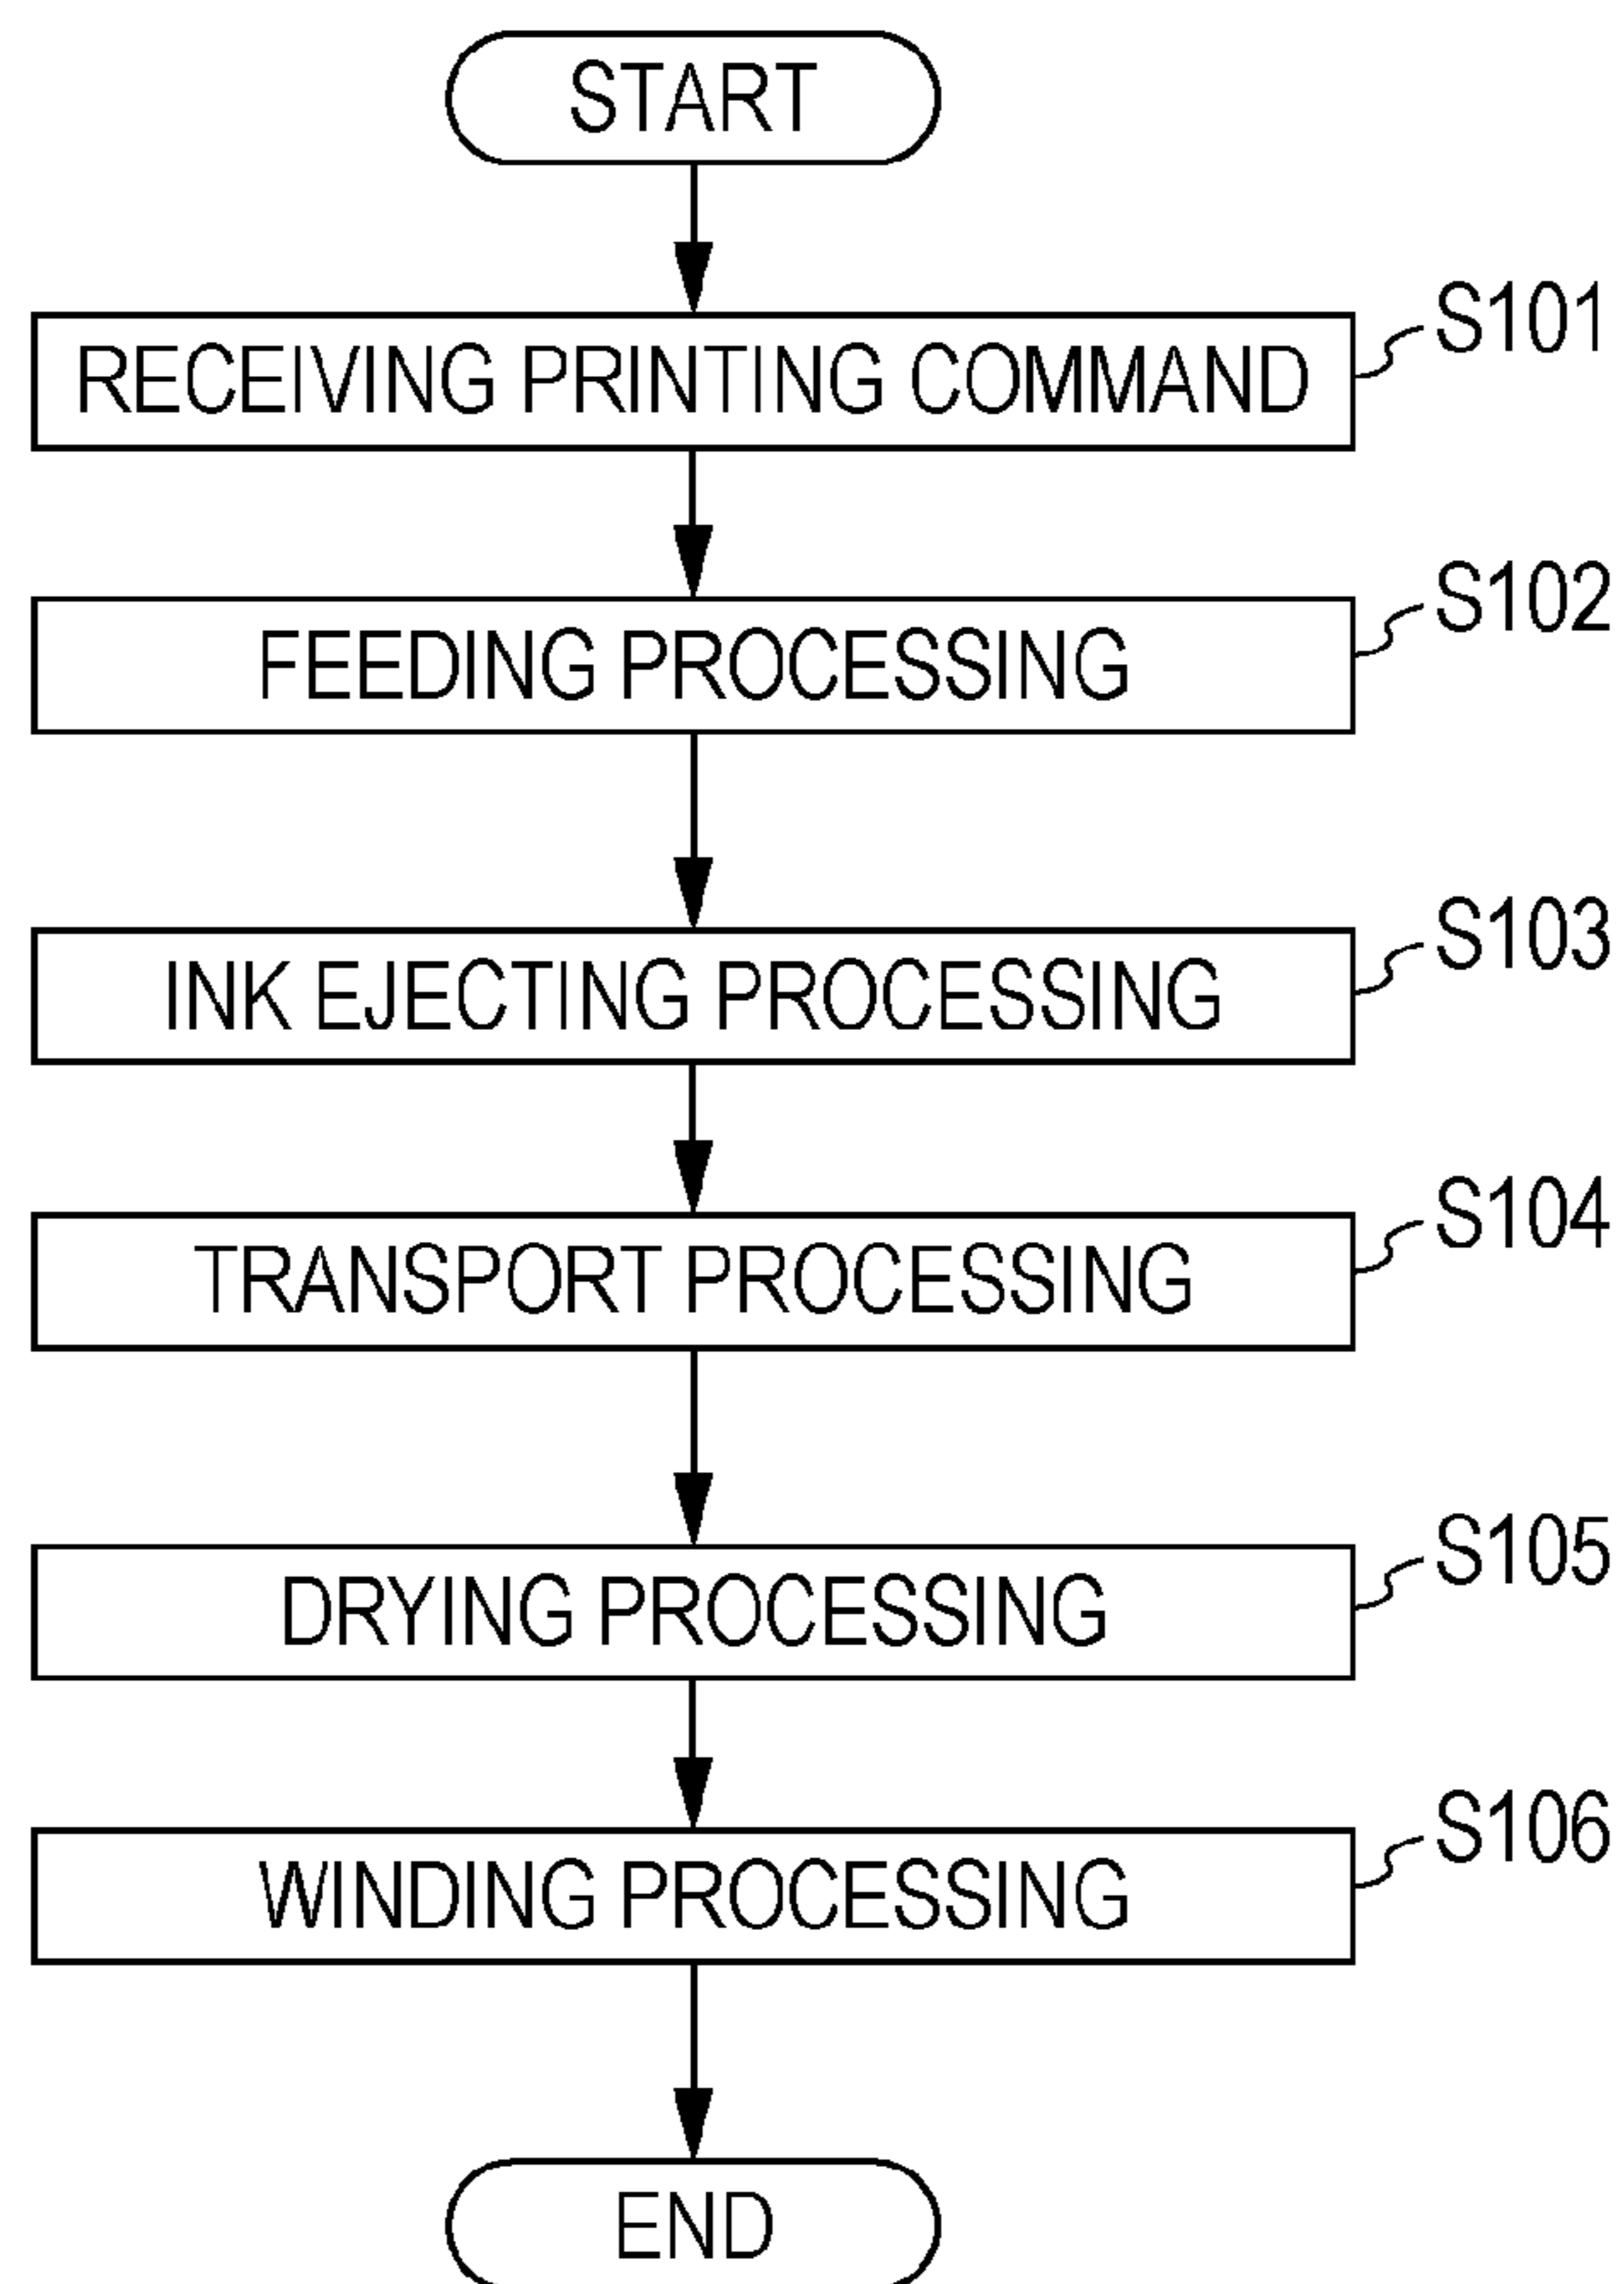 START
RECEIVING PRINTING COMMAND
S101
FEEDING PROCESSING
S102
INK EJECTING PROCESSING
S103
TRANSPORT PROCESSING
S104
DRYING PROCESSING
S105
WINDING PROCESSING
S106
END